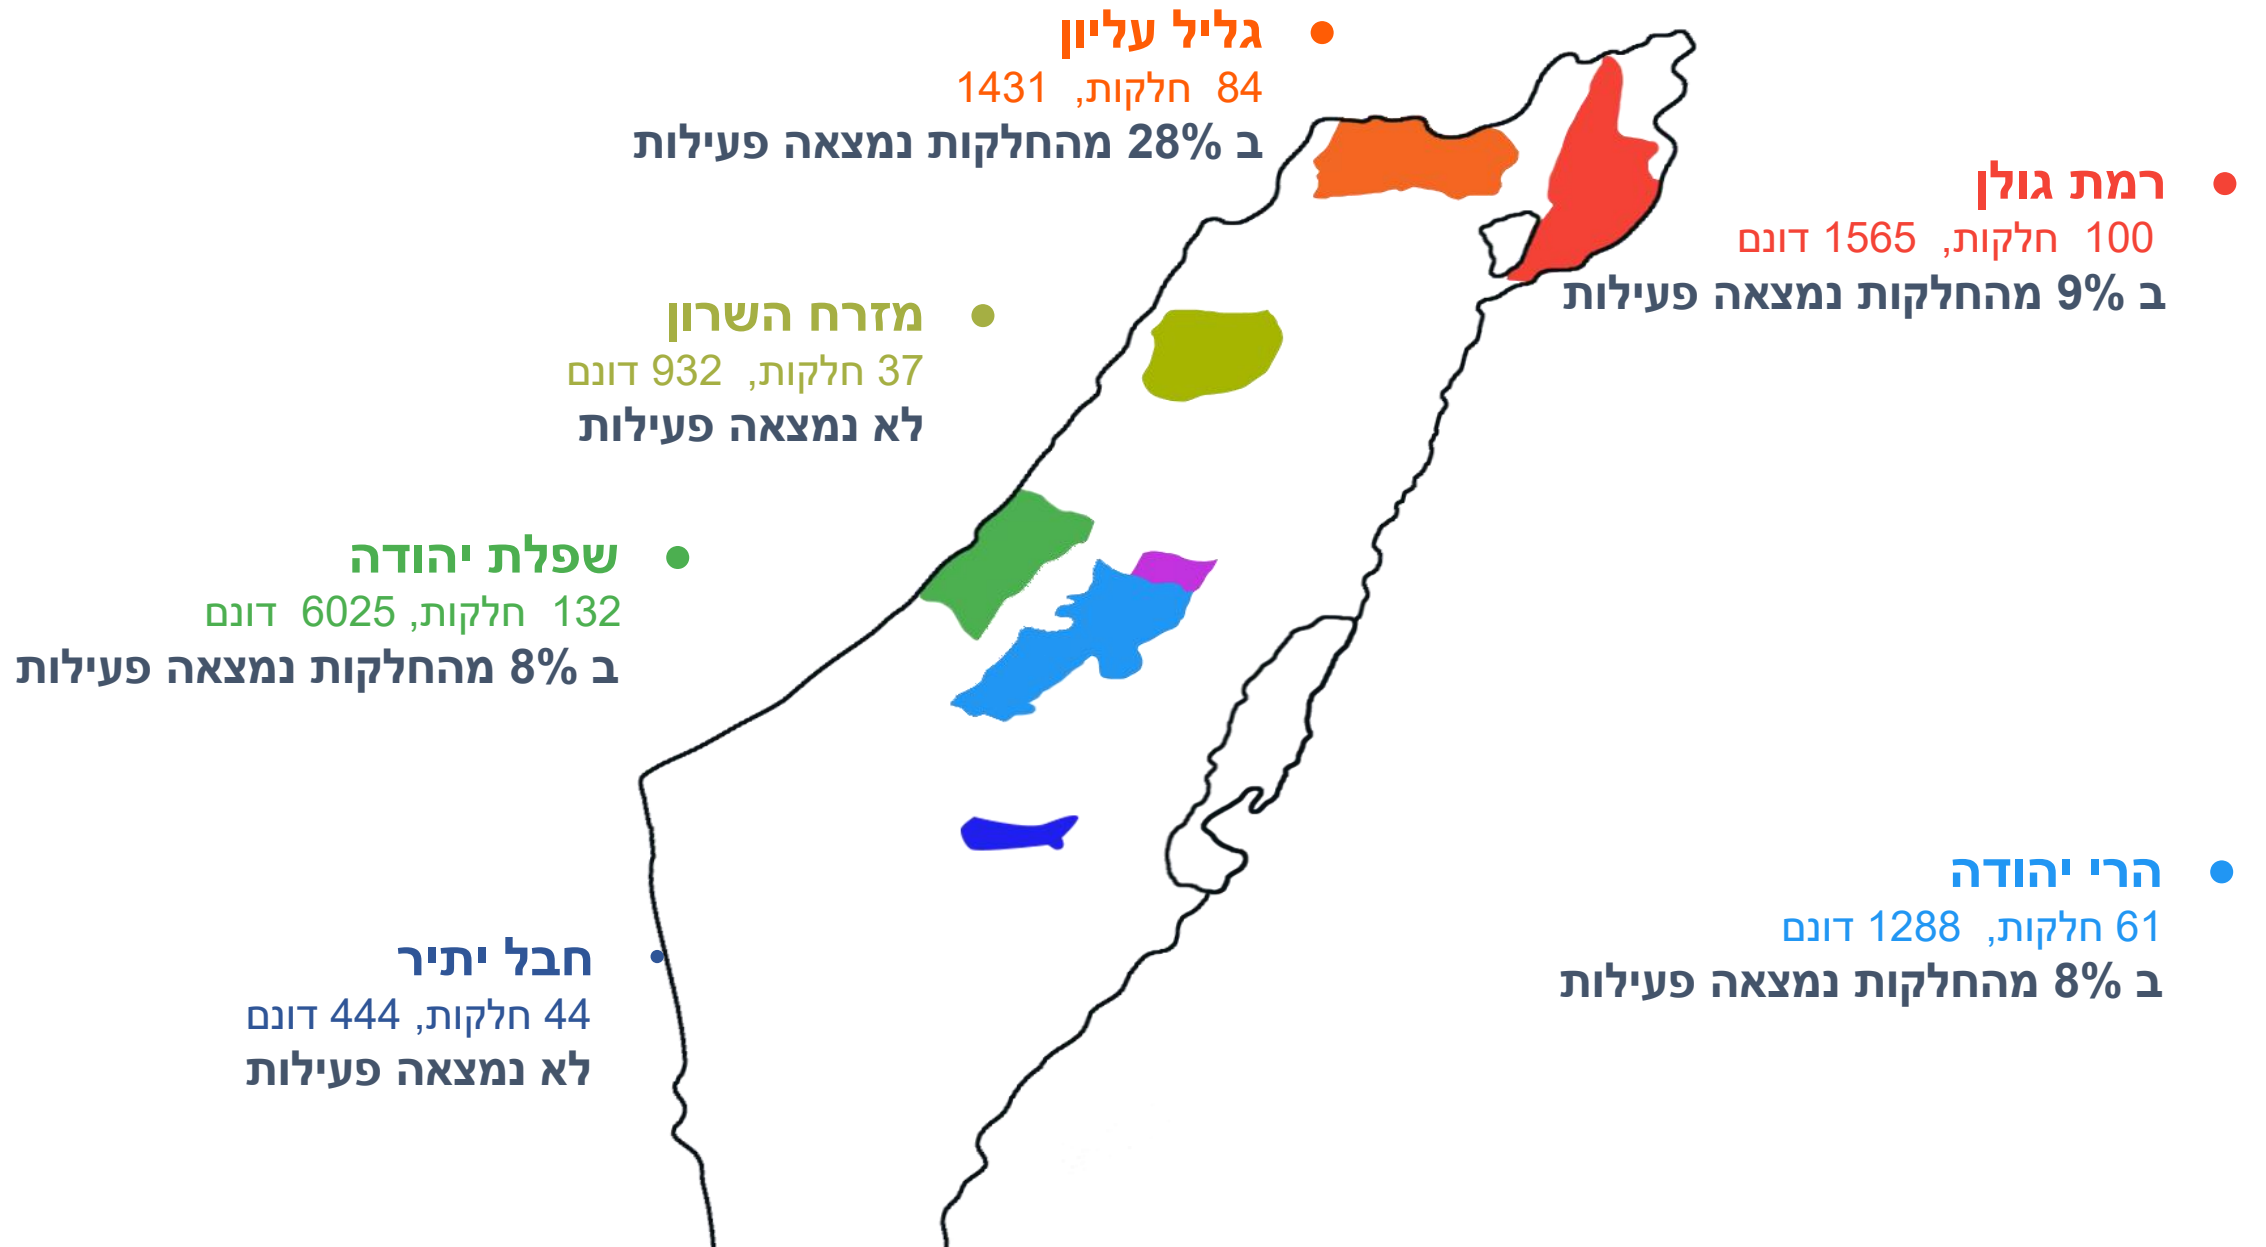 • גליל עליון
84 חלקות, 1431
ב 28% מהחלקות נמצאה פעילות
• רמת גולן
100 חלקות, 1565 דונם
ב 9% מהחלקות נמצאה פעילות
• מזרח השרון
37 חלקות, 932 דונם
לא נמצאה פעילות
• שפלת יהודה
132 חלקות, 6025 דונם
ב 8% מהחלקות נמצאה פעילות
• הרי יהודה
61 חלקות, 1288 דונם
ב 8% מהחלקות נמצאה פעילות
• חבל יתיר
44 חלקות, 444 דונם
לא נמצאה פעילות